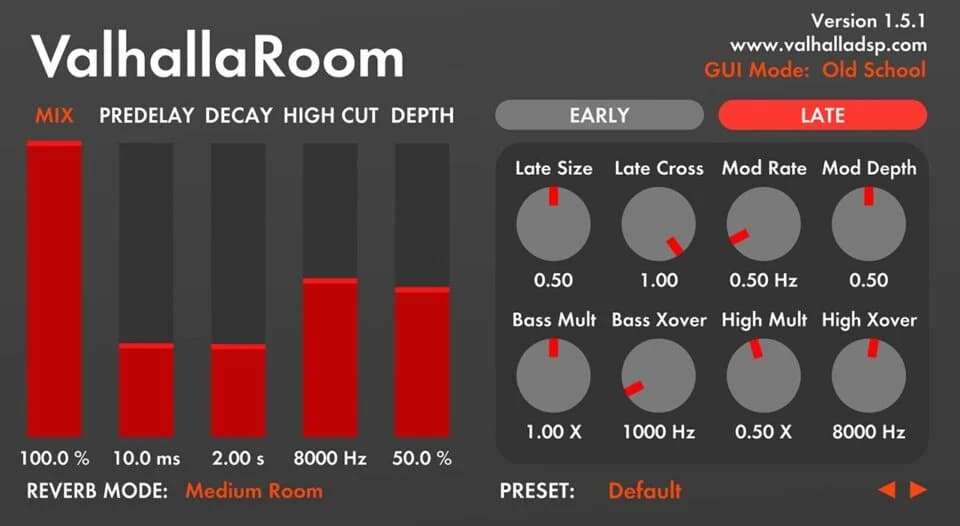 ValhallaRoom
Version 1.5.1
www.valhalladsp.com
GUI Mode: Old School
MIX PREDELAY DECAY HIGH CUT DEPTH
100.0 % 10.0 ms 2.00 s 8000 Hz 50.0 %
REVERB MODE: Medium Room
EARLY LATE
Late Size Late Cross Mod Rate Mod Depth
0.50 1.00 0.50 Hz 0.50
Bass Mult Bass Xover High Mult High Xover
1.00 X 1000 Hz 0.50 X 8000 Hz
PRESET: Default